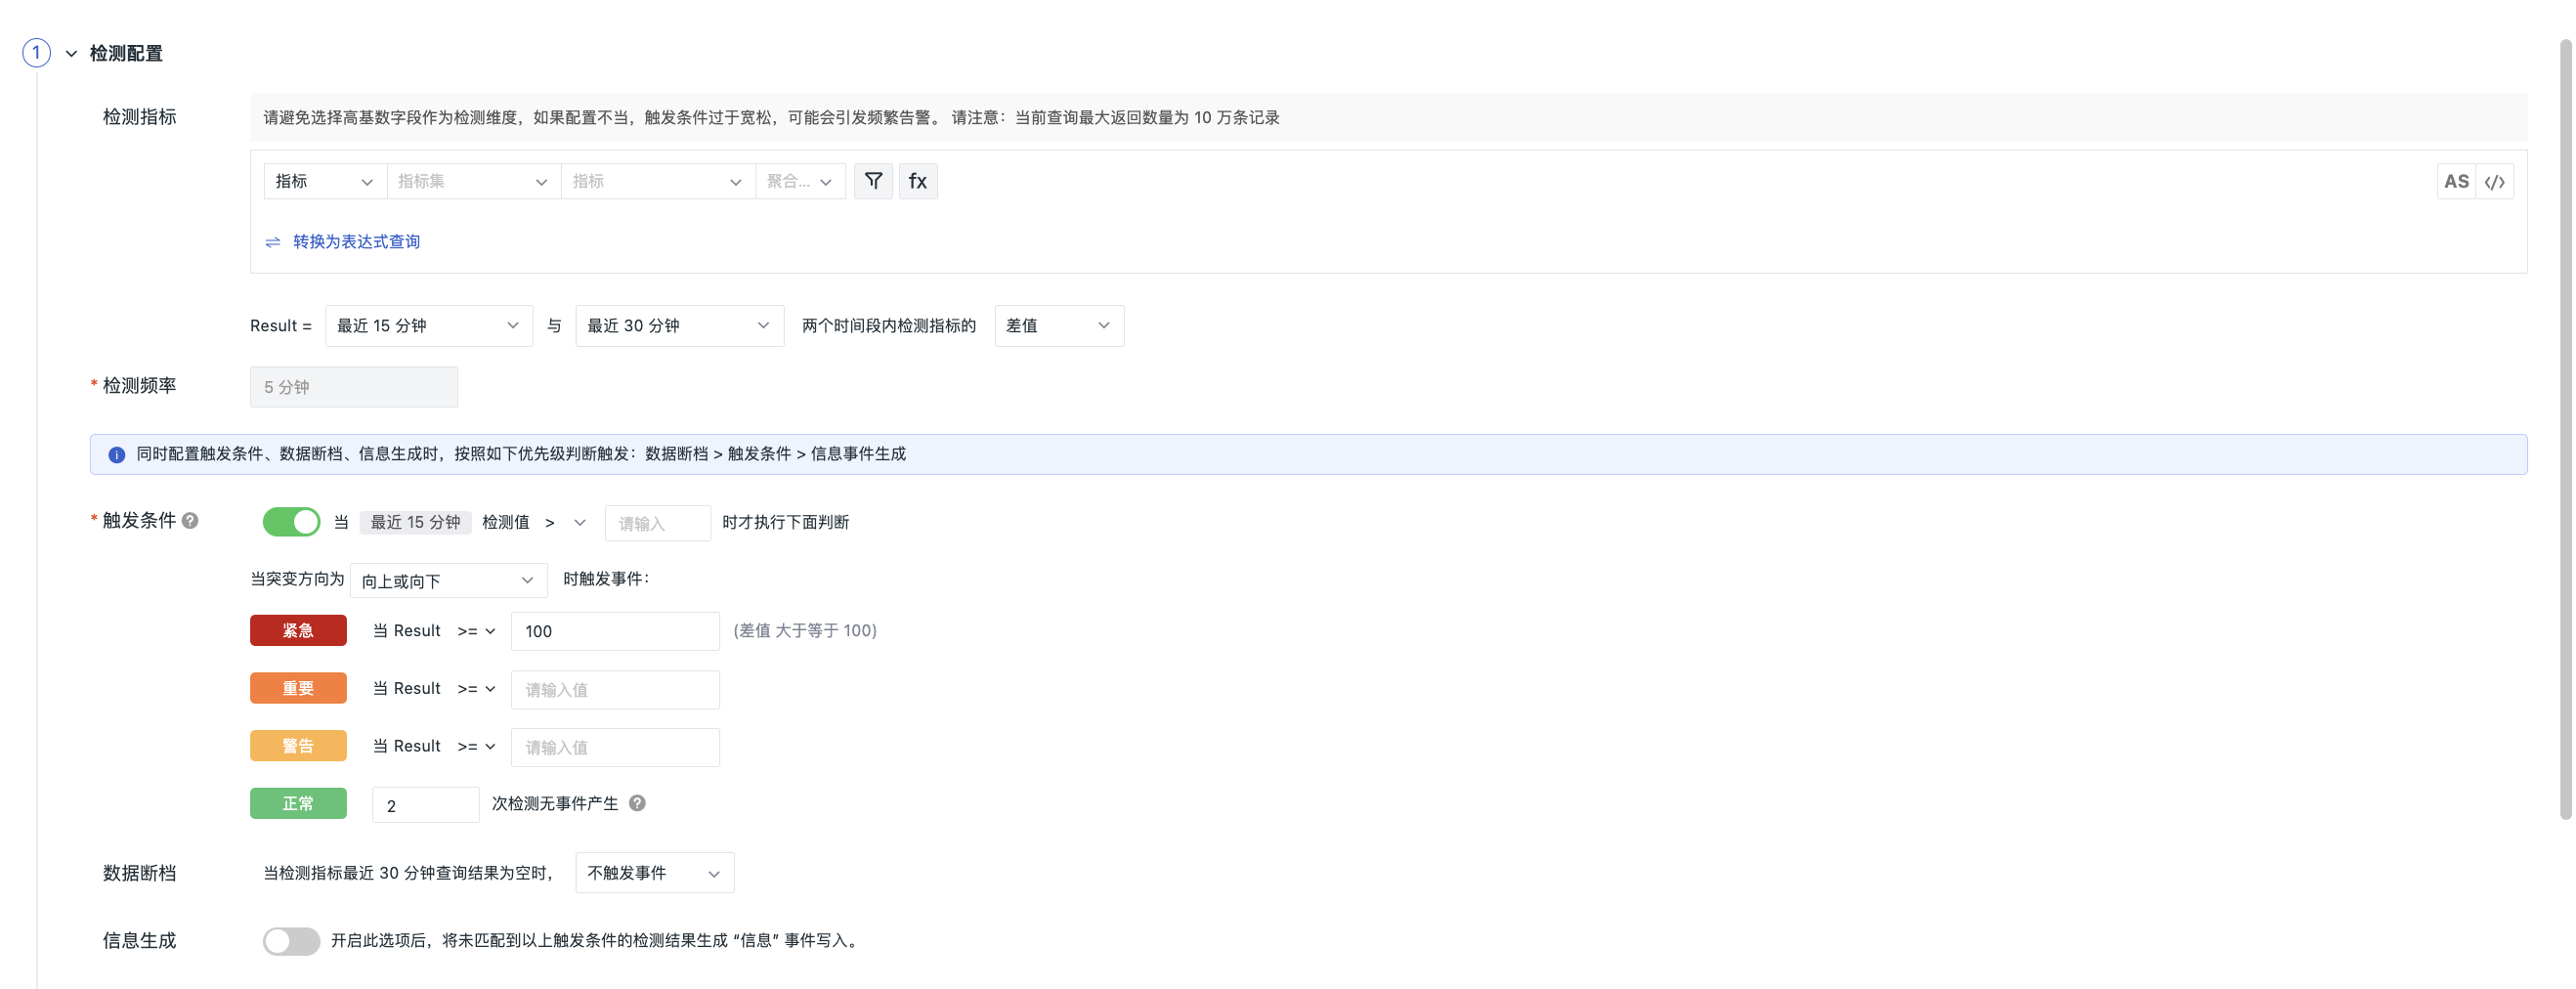 1 检测配置
检测指标 请避免选择高基数字段作为检测维度，如果配置不当，触发条件过于宽松，可能会引发频繁告警。 请注意：当前查询最大返回数量为 10 万条记录
指标 指标集 指标 聚合... fx AS </>
转换为表达式查询
Result = 最近 15 分钟 与 最近 30 分钟 两个时间段内检测指标的 差值
* 检测频率 5 分钟
同时配置触发条件、数据断档、信息生成时，按照如下优先级判断触发：数据断档 > 触发条件 > 信息事件生成
* 触发条件 ? 当 最近 15 分钟 检测值 > 请输入 时才执行下面判断
当突变方向为 向上或向下 时触发事件：
紧急 当 Result >= 100 (差值 大于等于 100)
重要 当 Result >= 请输入值
警告 当 Result >= 请输入值
正常 2 次检测无事件产生 ?
数据断档 当检测指标最近 30 分钟查询结果为空时， 不触发事件
信息生成 开启此选项后，将未匹配到以上触发条件的检测结果生成 “信息” 事件写入。